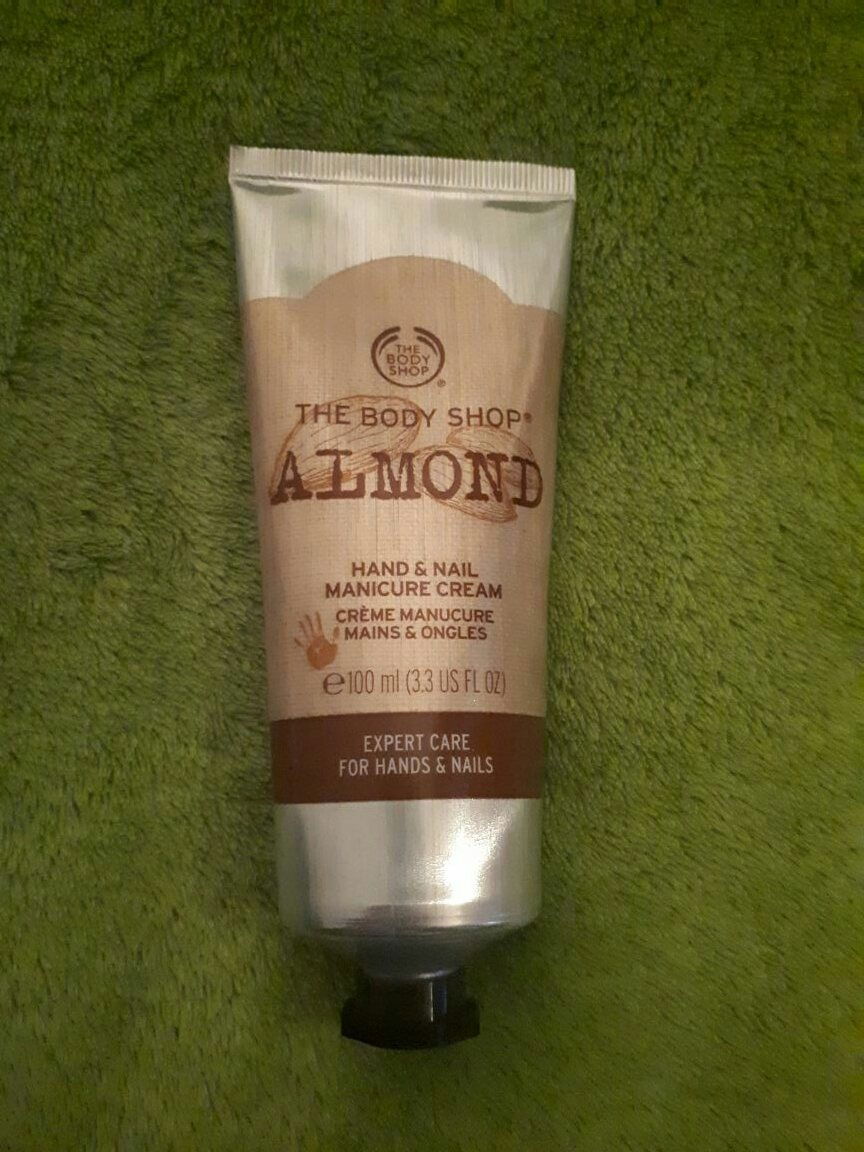 THE
BODY
SHOP
®
THE BODY SHOP®
ALMOND
HAND & NAIL
MANICURE CREAM
CRÈME MANUCURE
MAINS & ONGLES
℮100 ml (3.3 US FL OZ)
EXPERT CARE
FOR HANDS & NAILS